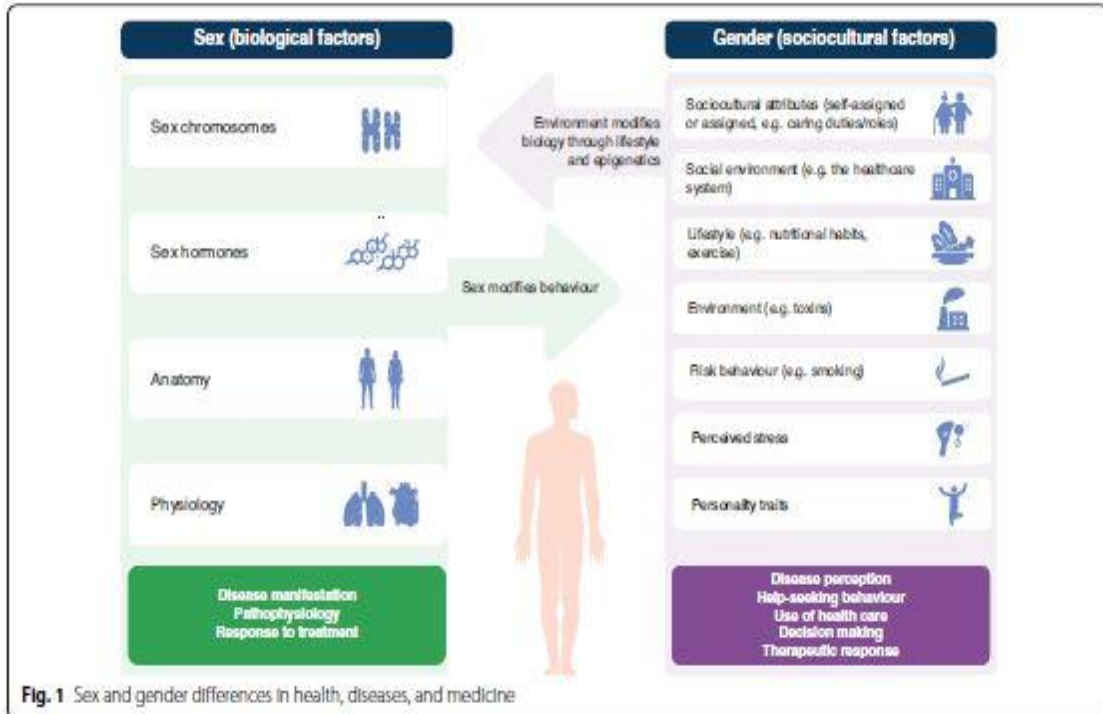 Sex (biological factors)
Sex chromosomes
Sex hormones
Anatomy
Physiology
Disease manifestation
Pathophysiology
Response to treatment
Environment modifies
biology through lifestyle
and epigenetics
Sex modifies behaviour
Gender (sociocultural factors)
Sociocultural attributes (self-assigned
or assigned, e.g. caring duties/roles)
Social environment (e.g. the healthcare
system)
Lifestyle (e.g. nutritional habits,
exercise)
Environment (e.g. toxins)
Risk behaviour (e.g. smoking)
Perceived stress
Personality traits
Disease perception
Help-seeking behaviour
Use of health care
Decision making
Therapeutic response
Fig. 1 Sex and gender differences in health, diseases, and medicine